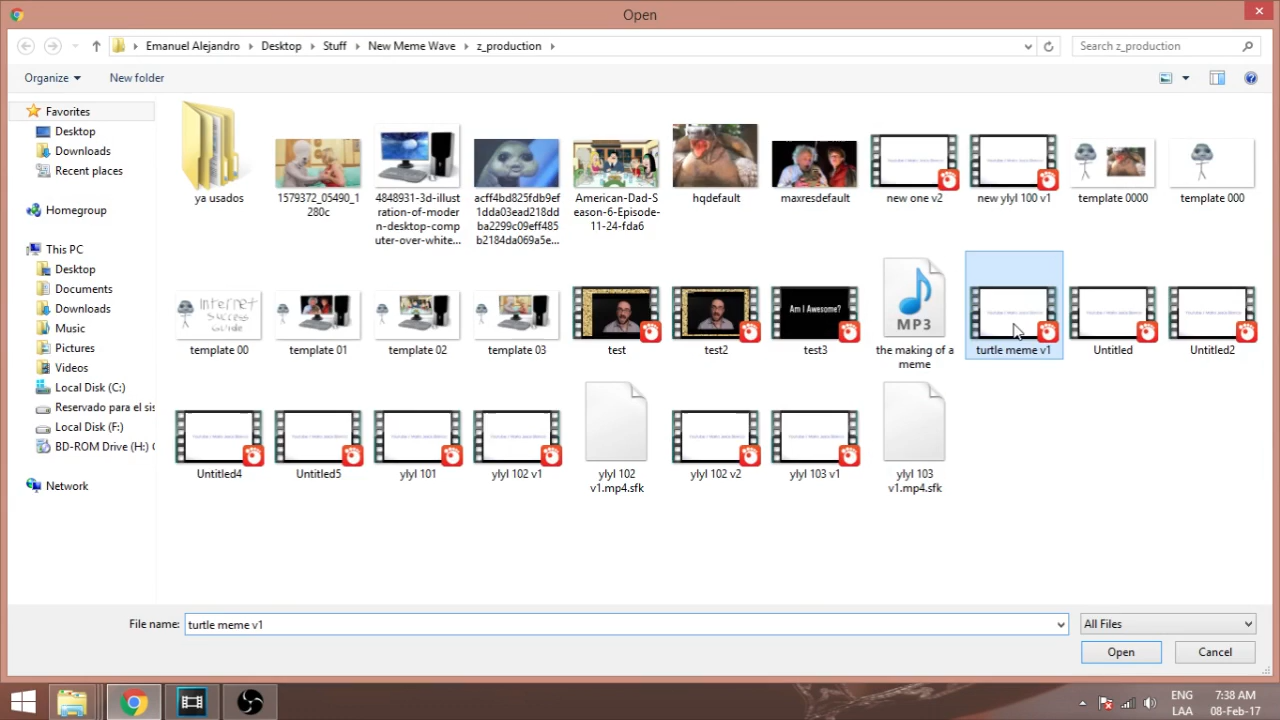 Open
Emanuel Alejandro
Desktop
Stuff
New Meme Wave
z_production
Search z_production
Organize
New folder
Favorites
Desktop
Downloads
Recent places
Homegroup
This PC
Desktop
Documents
Downloads
Music
Pictures
Videos
Local Disk (C:)
Reservado para el sis
Local Disk (F:)
BD-ROM Drive (H:) C
Network
ya usados
1579372_05490_1
280c
4848931-3d-illust
ration-of-moder
n-desktop-comp
uter-over-white...
acff4bd825fdb9ef
1dda03ead218dd
ba2299c09eff485
b2184da069a5e...
American-Dad-S
eason-6-Episode-
11-24-fda6
hqdefault
maxresdefault
new one v2
new ylyl 100 v1
template 0000
template 000
Internet
Succes
Guide
template 00
template 01
template 02
template 03
test
test2
Am I Awesome?
test3
MP3
the making of a
meme
turtle meme v1
Untitled
Untitled2
Untitled4
Untitled5
ylyl 101
ylyl 102 v1
ylyl 102
v1.mp4.sfk
ylyl 102 v2
ylyl 103 v1
ylyl 103
v1.mp4.sfk
File name:
turtle meme v1
All Files
Open
Cancel
ENG
LAA
7:38 AM
08-Feb-17